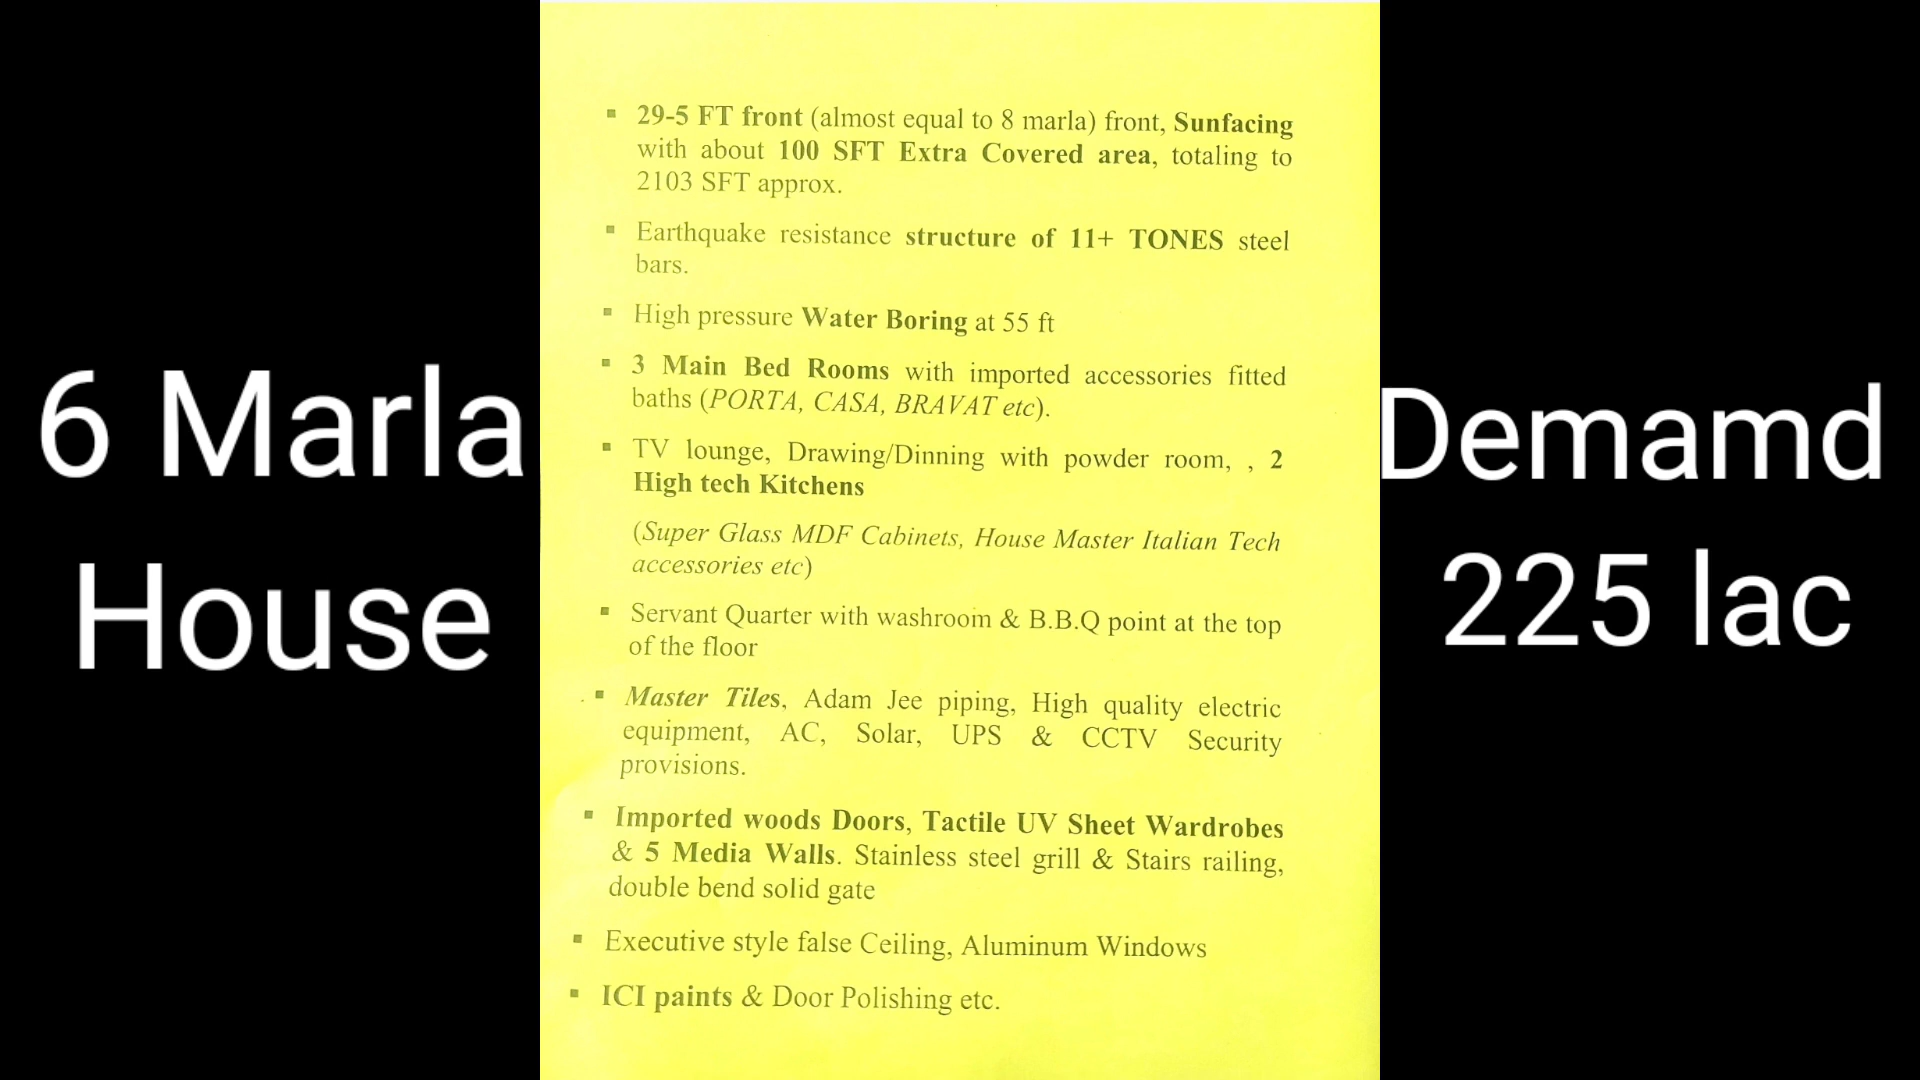 6 Marla
House
▪ 29-5 FT front (almost equal to 8 marla) front, Sunfacing
with about 100 SFT Extra Covered area, totaling to
2103 SFT approx.
▪ Earthquake resistance structure of 11+ TONES steel
bars.
▪ High pressure Water Boring at 55 ft
▪ 3 Main Bed Rooms with imported accessories fitted
baths (PORTA, CASA, BRAVAT etc).
▪ TV lounge, Drawing/Dinning with powder room, , 2
High tech Kitchens
(Super Glass MDF Cabinets, House Master Italian Tech
accessories etc)
▪ Servant Quarter with washroom & B.B.Q point at the top
of the floor
▪ Master Tiles, Adam Jee piping, High quality electric
equipment, AC, Solar, UPS & CCTV Security
provisions.
▪ Imported woods Doors, Tactile UV Sheet Wardrobes
& 5 Media Walls. Stainless steel grill & Stairs railing,
double bend solid gate
▪ Executive style false Ceiling, Aluminum Windows
▪ ICI paints & Door Polishing etc.
Demamd
225 lac